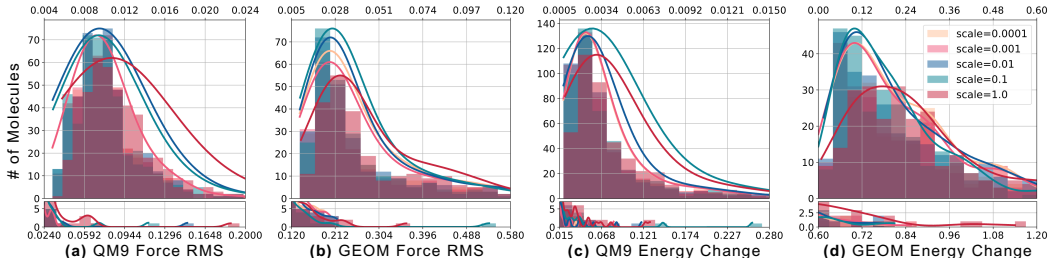 0.004 0.008 0.012 0.016 0.020 0.024
0.005 0.028 0.051 0.074 0.097 0.120
0.0005 0.0034 0.0063 0.0092 0.0121 0.0150
0.00 0.12 0.24 0.36 0.48 0.60
# of Molecules
70
60
50
40
30
20
10
0
70
60
50
40
30
20
10
0
140
120
100
80
60
40
20
0
40
30
20
10
0
scale=0.0001
scale=0.001
scale=0.01
scale=0.1
scale=1.0
5
0
5
0
5
0
2.5
0.0
0.0240 0.0592 0.0944 0.1296 0.1648 0.2000
0.120 0.212 0.304 0.396 0.488 0.580
0.015 0.068 0.121 0.174 0.227 0.280
0.60 0.72 0.84 0.96 1.08 1.20
(a) QM9 Force RMS
(b) GEOM Force RMS
(c) QM9 Energy Change
(d) GEOM Energy Change